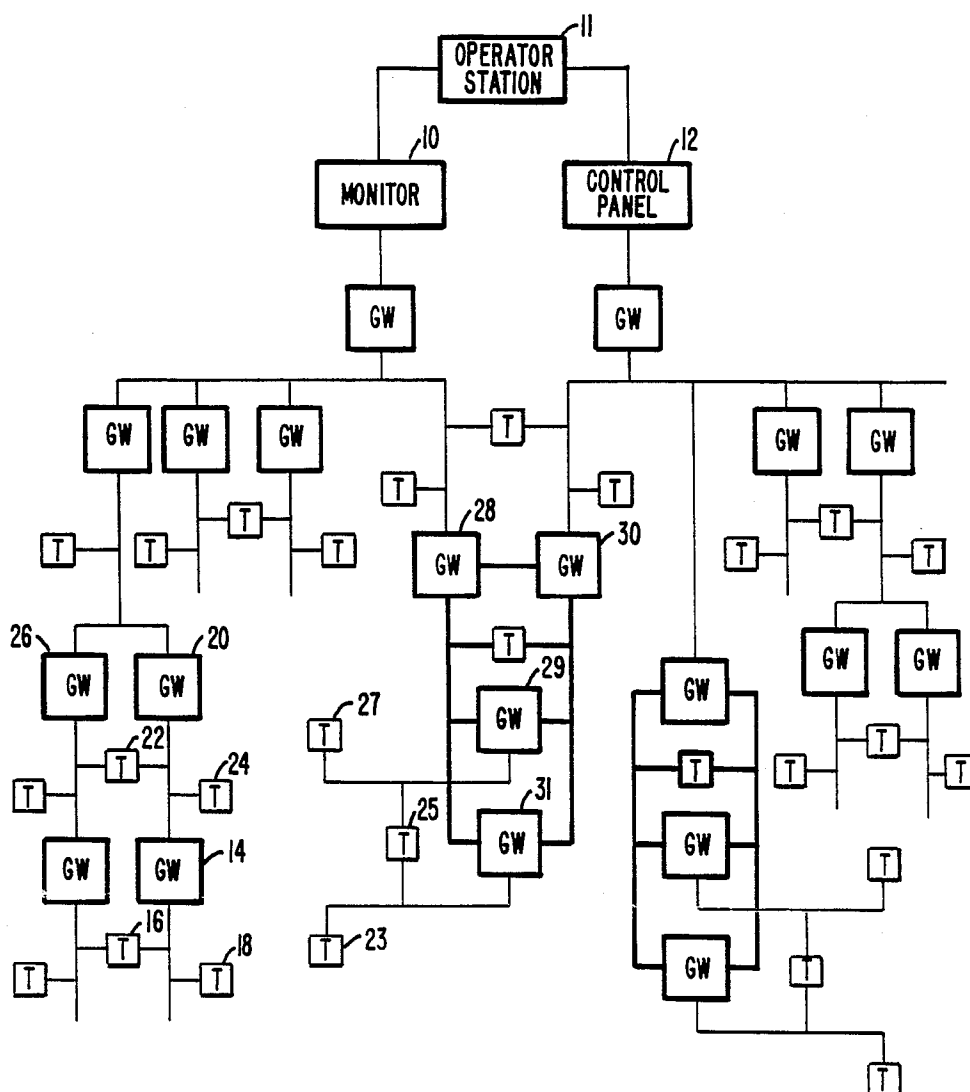 11
OPERATOR
STATION
10
12
MONITOR
CONTROL
PANEL
GW GW
GW GW GW T GW GW
T T
28 30
T T T T GW GW T T T
26 20 T
GW GW 29 GW GW GW
27 GW
22 T
T 24 T T
T T 31 T T T
25
GW GW 14 T GW GW T
16 23
T 18 T GW T
T T
T